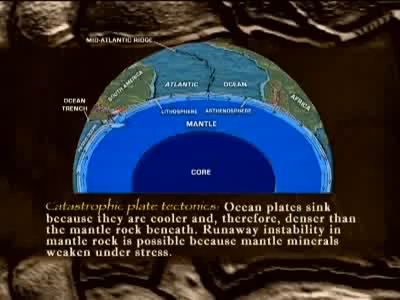 MID-ATLANTIC RIDGE
SOUTH AMERICA
ATLANTIC OCEAN
AFRICA
OCEAN
TRENCH
LITHOSPHERE ASTHENOSPHERE
MANTLE
CORE
Catastrophic plate tectonics: Ocean plates sink
because they are cooler and, therefore, denser than
the mantle rock beneath. Runaway instability in
mantle rock is possible because mantle minerals
weaken under stress.